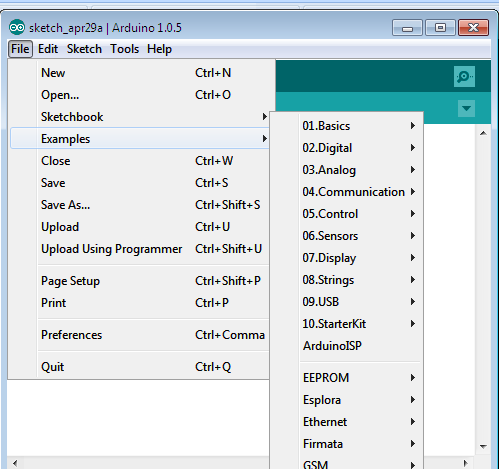 sketch_apr29a | Arduino 1.0.5
File Edit Sketch Tools Help
New Ctrl+N
Open... Ctrl+O
Sketchbook
Examples
Close Ctrl+W
Save Ctrl+S
Save As... Ctrl+Shift+S
Upload Ctrl+U
Upload Using Programmer Ctrl+Shift+U
Page Setup Ctrl+Shift+P
Print Ctrl+P
Preferences Ctrl+Comma
Quit Ctrl+Q
01.Basics
02.Digital
03.Analog
04.Communication
05.Control
06.Sensors
07.Display
08.Strings
09.USB
10.StarterKit
ArduinoISP
EEPROM
Esplora
Ethernet
Firmata
GSM